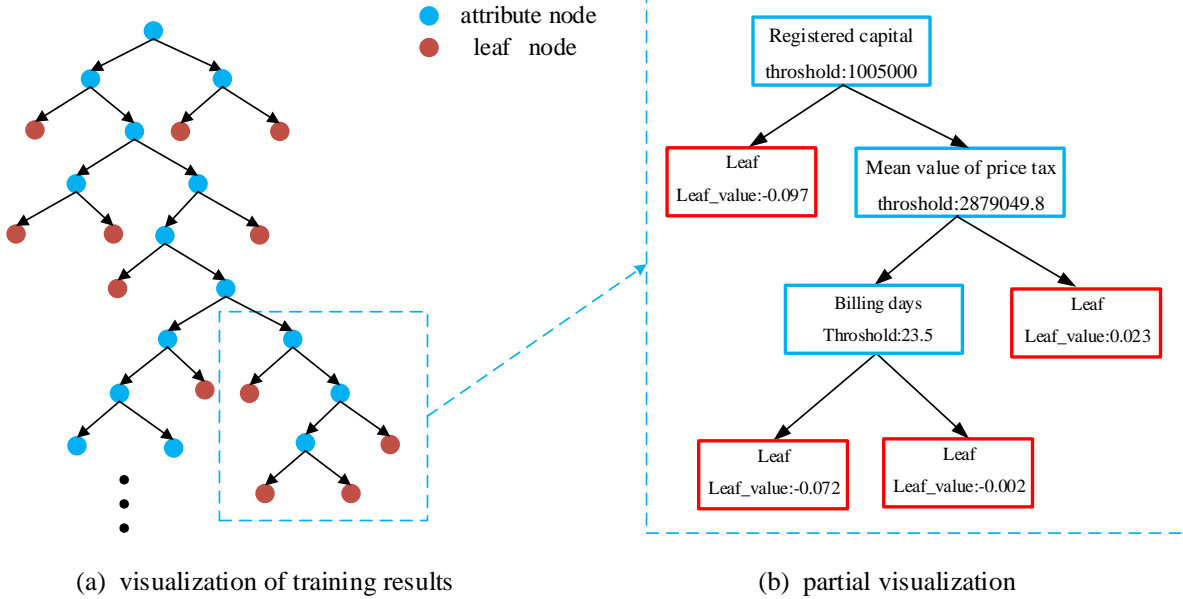 attribute node
leaf node
Registered capital
throshold:1005000
Leaf
Leaf_value:-0.097
Mean value of price tax
throshold:2879049.8
Billing days
Throshold:23.5
Leaf
Leaf_value:0.023
Leaf
Leaf_value:-0.072
Leaf
Leaf_value:-0.002
(a) visualization of training results
(b) partial visualization